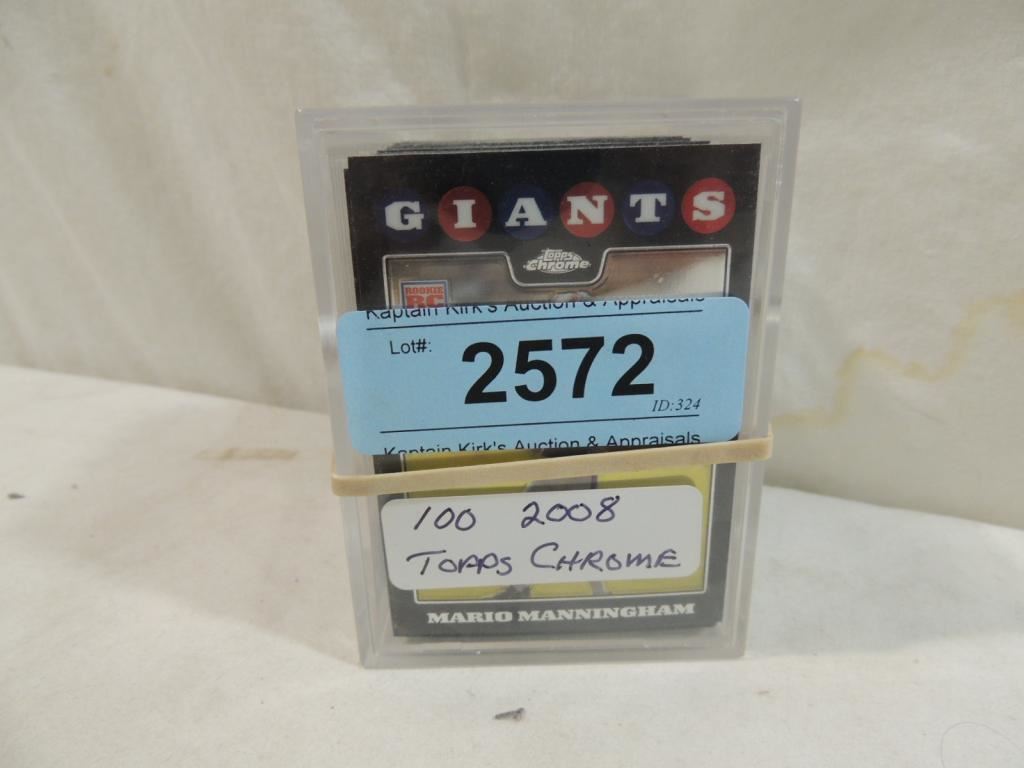 GIANTS
Topps
Chrome
ROOKIE
RC
Kaptain Kirk's Auction & Appraisals
Lot#:
2572
ID:324
Kaptain Kirk's Auction & Appraisals
100 2008
TOPPS CHROME
MARIO MANNINGHAM